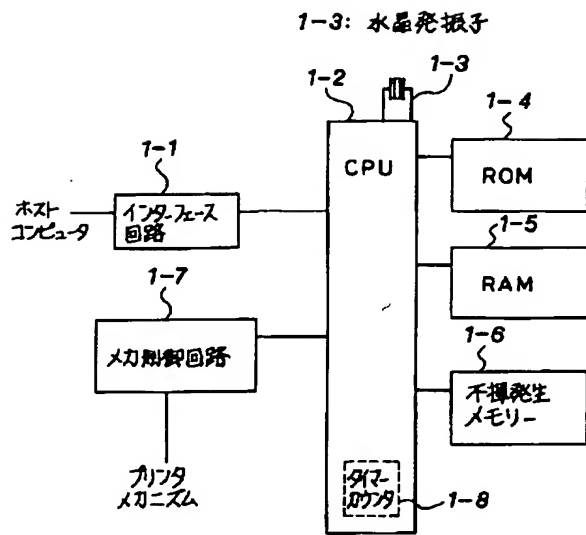 1-3: 水晶発振子
1-2
1-3
CPU
1-4
ROM
1-1
ホスト
コンピュータ
インターフェース
回路
1-5
RAM
1-7
メカ制御回路
1-6
不揮発生
メモリー
プリンタ
メカニズム
タイマー
カウンタ
1-8